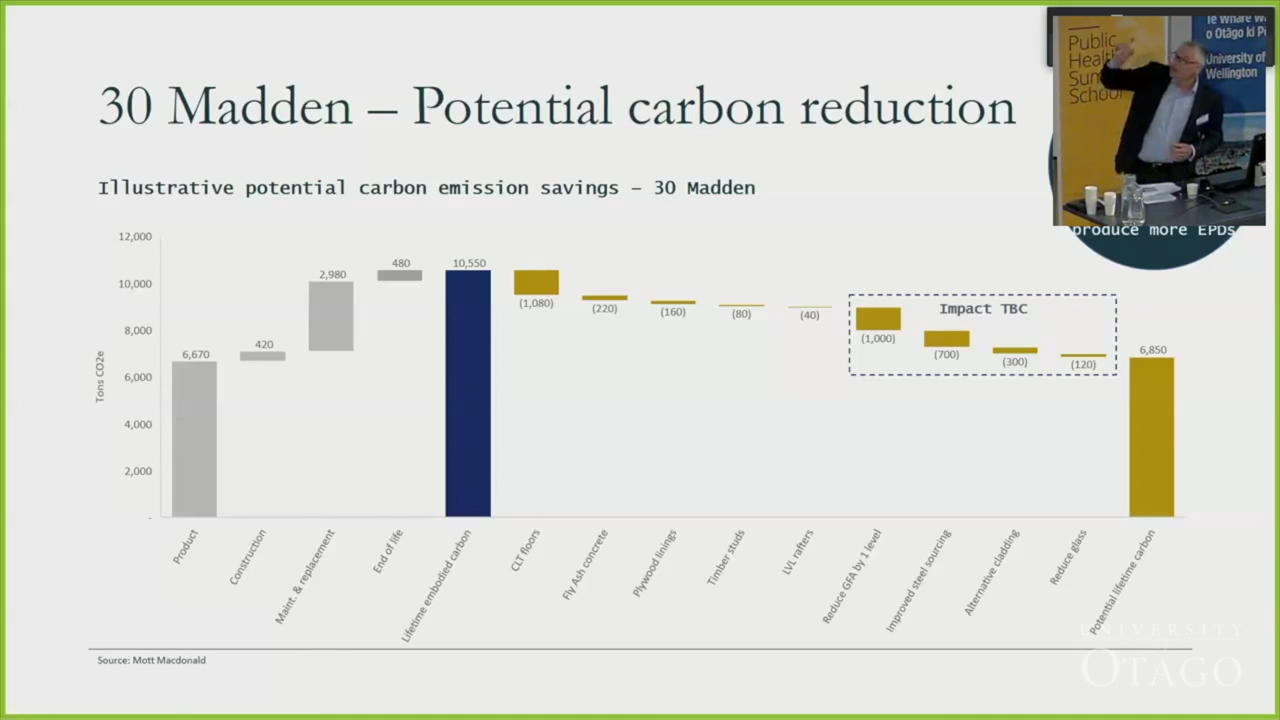 30 Madden – Potential carbon reduction
Illustrative potential carbon emission savings – 30 Madden
Public
Health
School
o Otāgo ki
University of
Wellington
produce more EPDs
Tons CO2e
12,000
10,000
8,000
6,000
4,000
2,000
-
6,670
420
2,980
480
10,550
(1,080)
(220)
(160)
(80)
(40)
Impact TBC
(1,000)
(700)
(300)
(120)
6,850
Product
Construction
Maint. & replacement
End of life
Lifetime embodied carbon
CLT floors
Fly Ash concrete
Plywood linings
Timber studs
LVL rafters
Reduce GFA by 1 level
Improved steel sourcing
Alternative cladding
Reduce glass
Potential lifetime carbon
Source: Mott Macdonald
UNIVERSITY
OTAGO